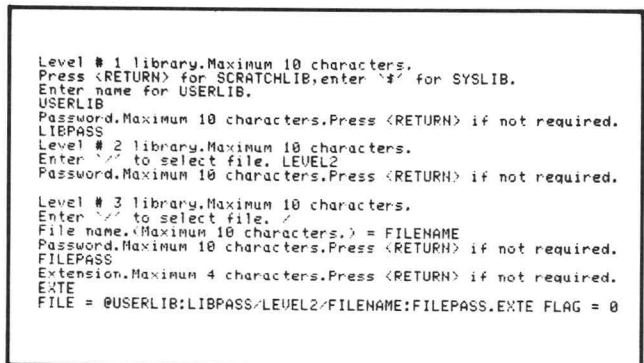 Level # 1 library.Maximum 10 characters.
Press <RETURN> for SCRATCHLIB,enter `$' for SYSLIB.
Enter name for USERLIB.
USERLIB
Password.Maximum 10 characters.Press <RETURN> if not required.
LIBPASS
Level # 2 library.Maximum 10 characters.
Enter `/' to select file. LEVEL2
Password.Maximum 10 characters.Press <RETURN> if not required.
Level # 3 library.Maximum 10 characters.
Enter `/' to select file. /
File name.(Maximum 10 characters.) = FILENAME
Password.Maximum 10 characters.Press <RETURN> if not required.
FILEPASS
Extension.Maximum 4 characters.Press <RETURN> if not required.
EXTE
FILE = @USERLIB:LIBPASS/LEVEL2/FILENAME:FILEPASS.EXTE FLAG = 0